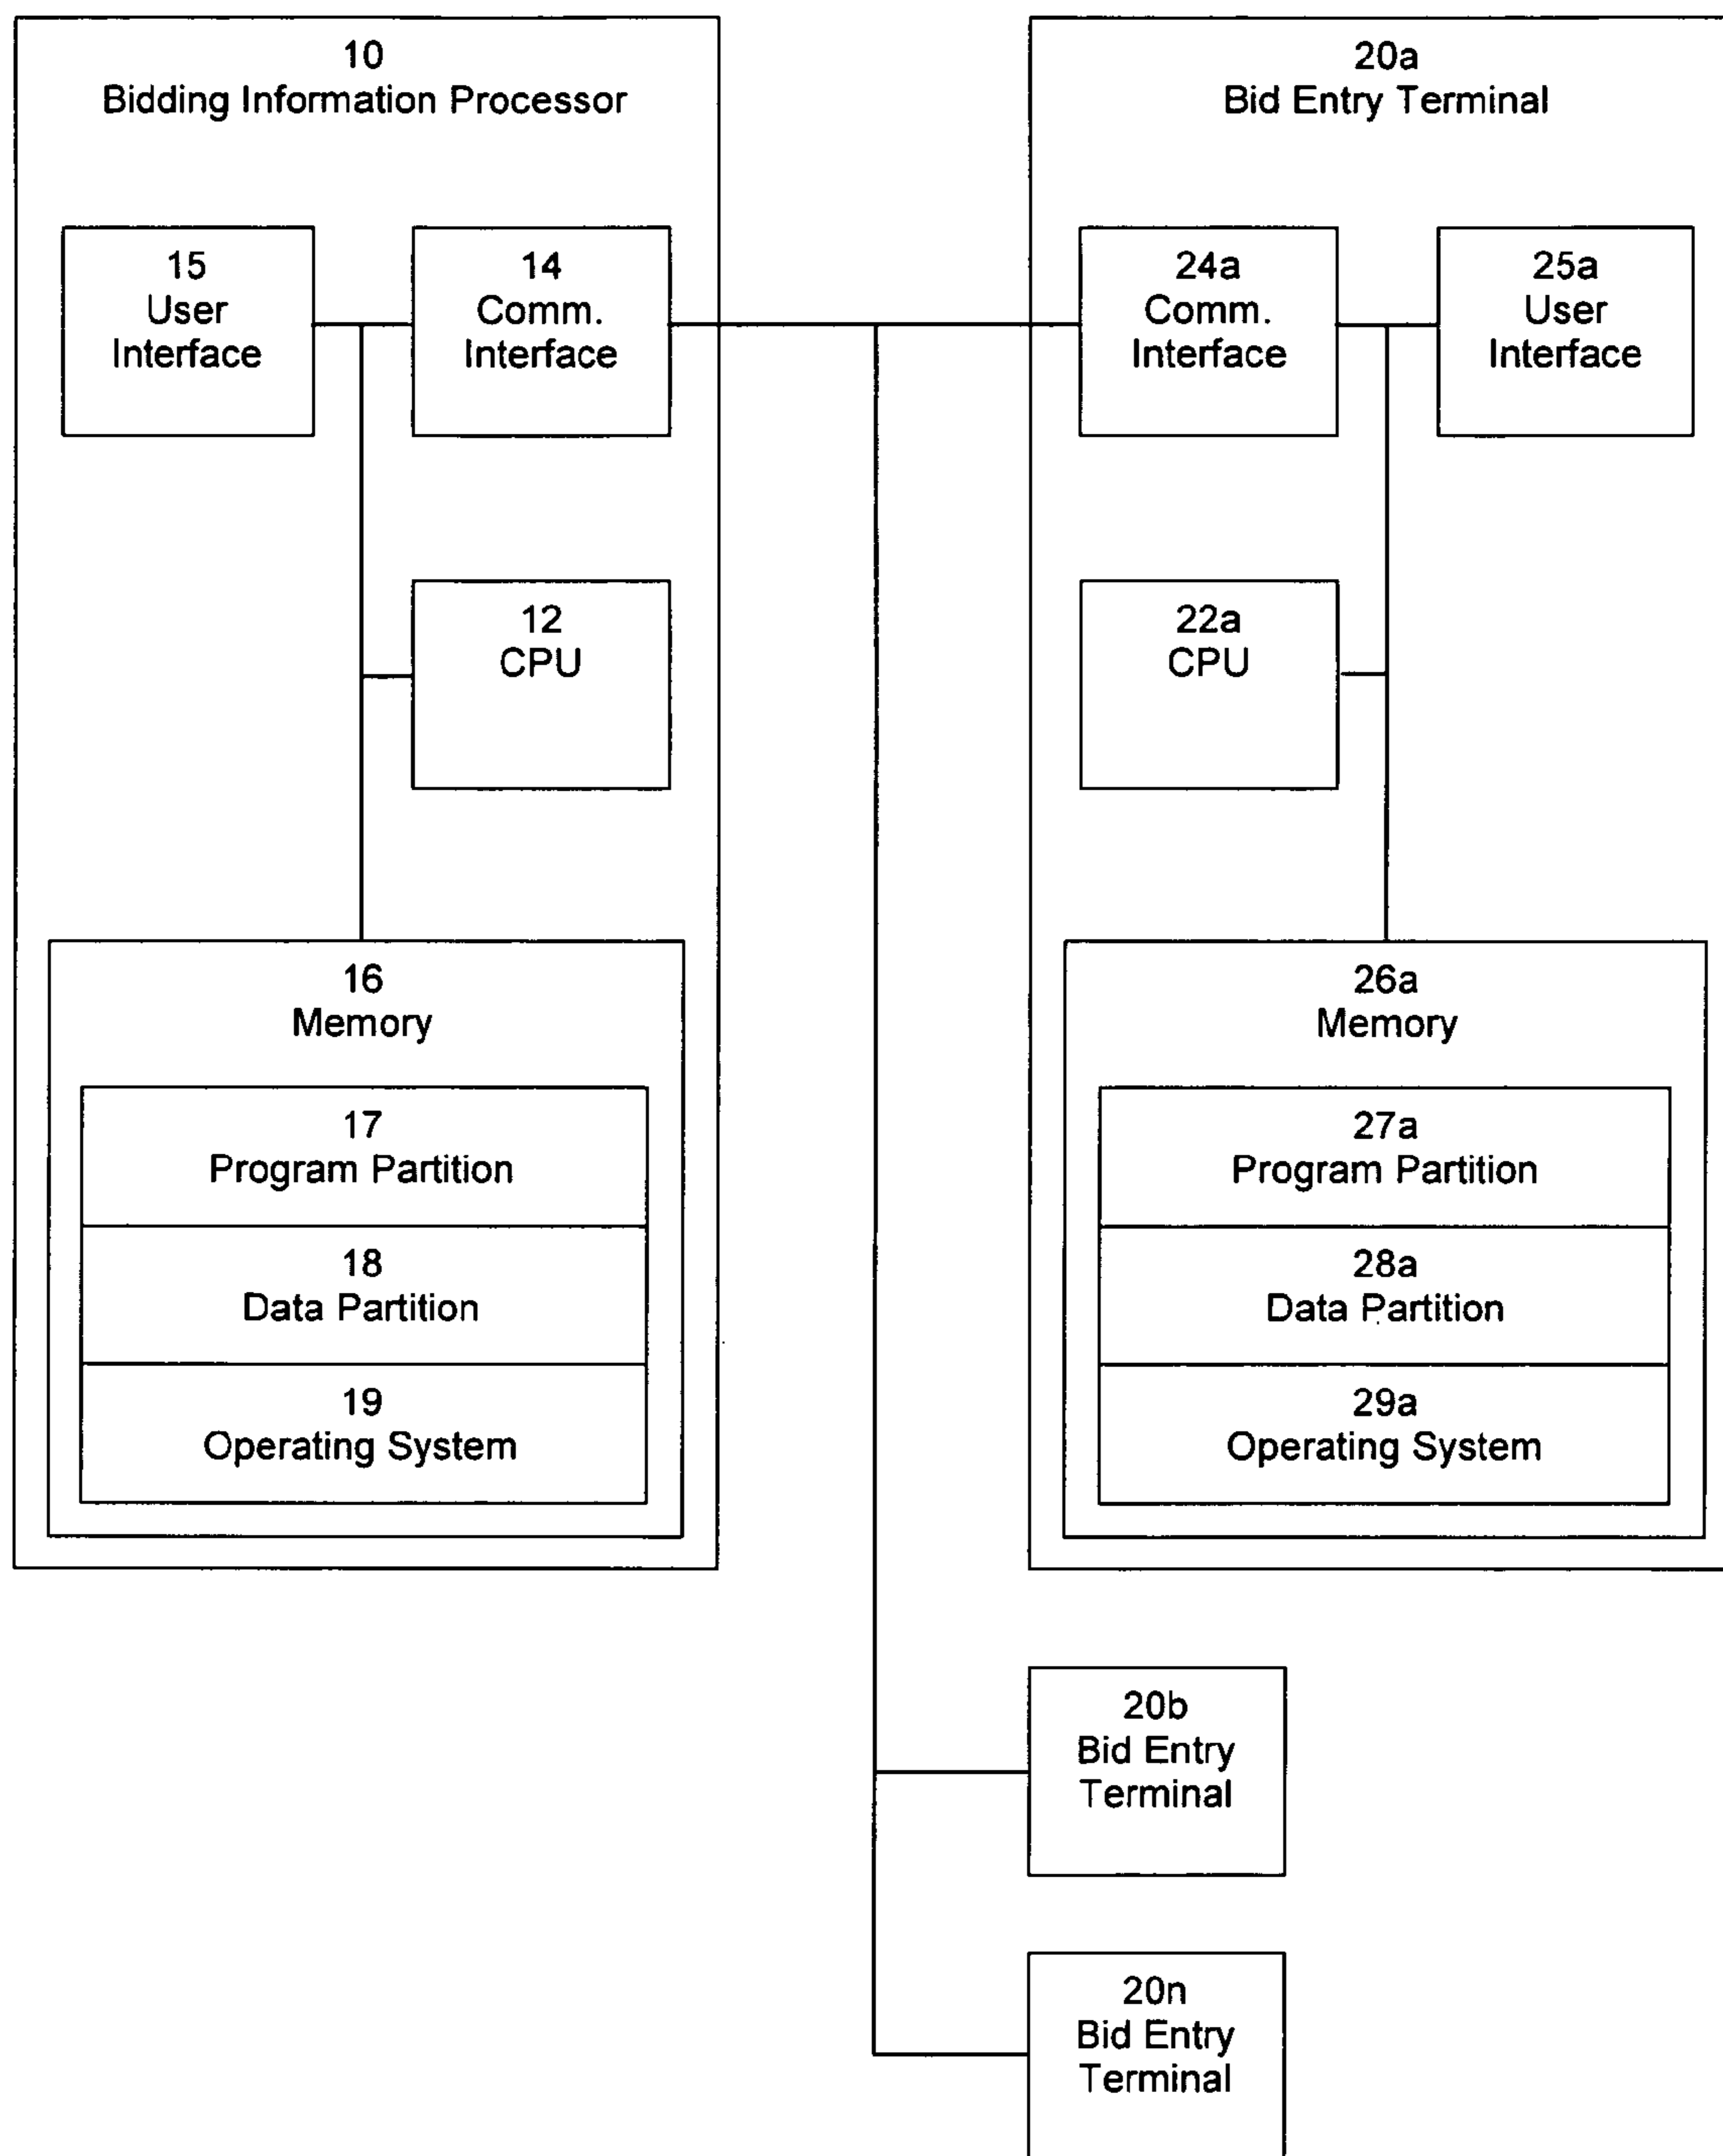 10
Bidding Information Processor
15
User
Interface
14
Comm.
Interface
12
CPU
16
Memory
17
Program Partition
18
Data Partition
19
Operating System
20a
Bid Entry Terminal
24a
Comm.
Interface
25a
User
Interface
22a
CPU
26a
Memory
27a
Program Partition
28a
Data Partition
29a
Operating System
20b
Bid Entry
Terminal
20n
Bid Entry
Terminal